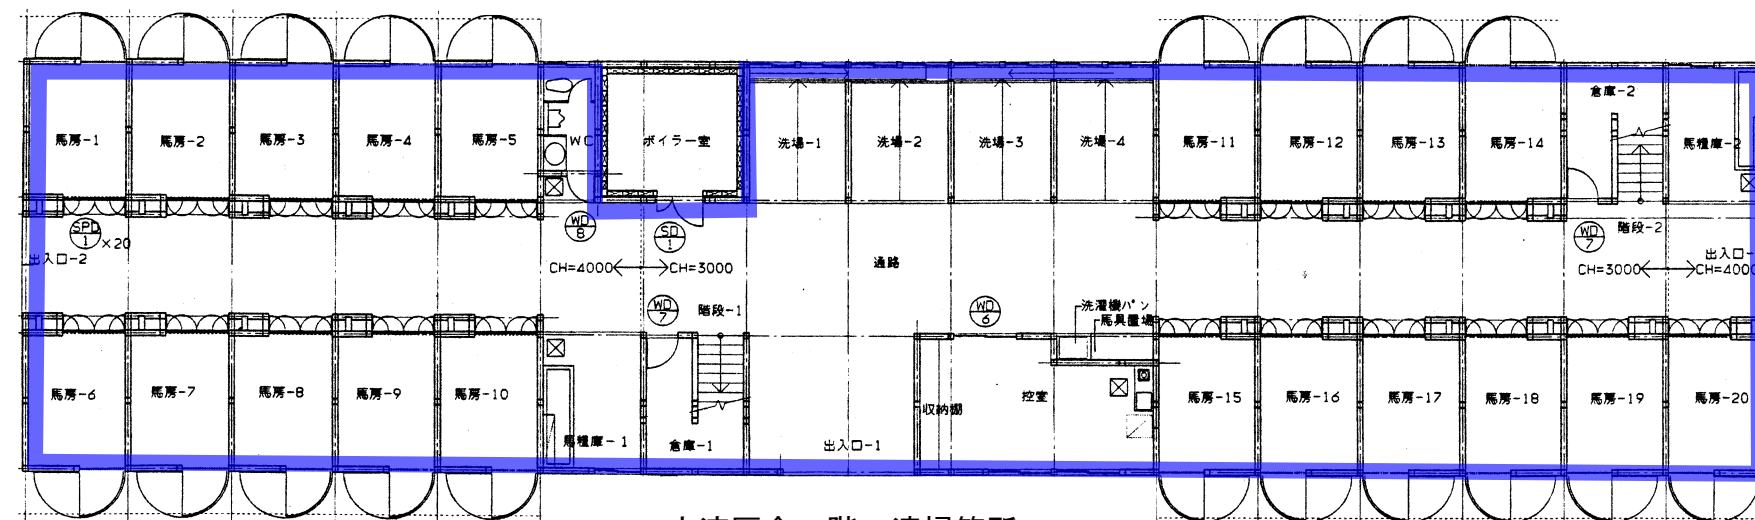 馬房-1
馬房-2
馬房-3
馬房-4
馬房-5
WC
ボイラー室
洗場-1
洗場-2
洗場-3
洗場-4
馬房-11
馬房-12
馬房-13
馬房-14
倉庫-2
馬糧庫-2
SPD
1
×20
WD
8
SD
1
WD
7
階段-2
出入口-2
CH=4000
CH=3000
通路
CH=3000
CH=4000
出入口-
WD
7
階段-1
WD
6
洗濯機パン
馬具置場
馬房-6
馬房-7
馬房-8
馬房-9
馬房-10
馬糧庫-1
倉庫-1
出入口-1
収納棚
控室
馬房-15
馬房-16
馬房-17
馬房-18
馬房-19
馬房-20